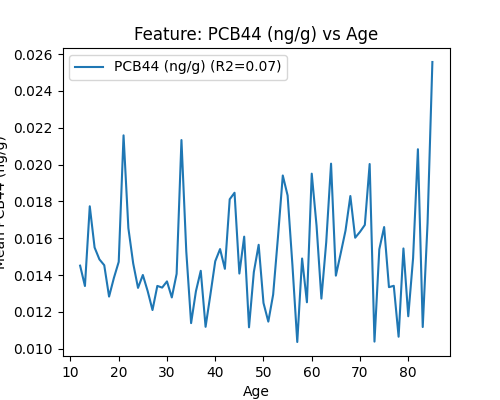 Feature: PCB44 (ng/g) vs Age
PCB44 (ng/g) (R2=0.07)
0.026
0.024
0.022
0.020
0.018
0.016
0.014
0.012
0.010
Mean PCB44 (ng/g)
10 20 30 40 50 60 70 80
Age